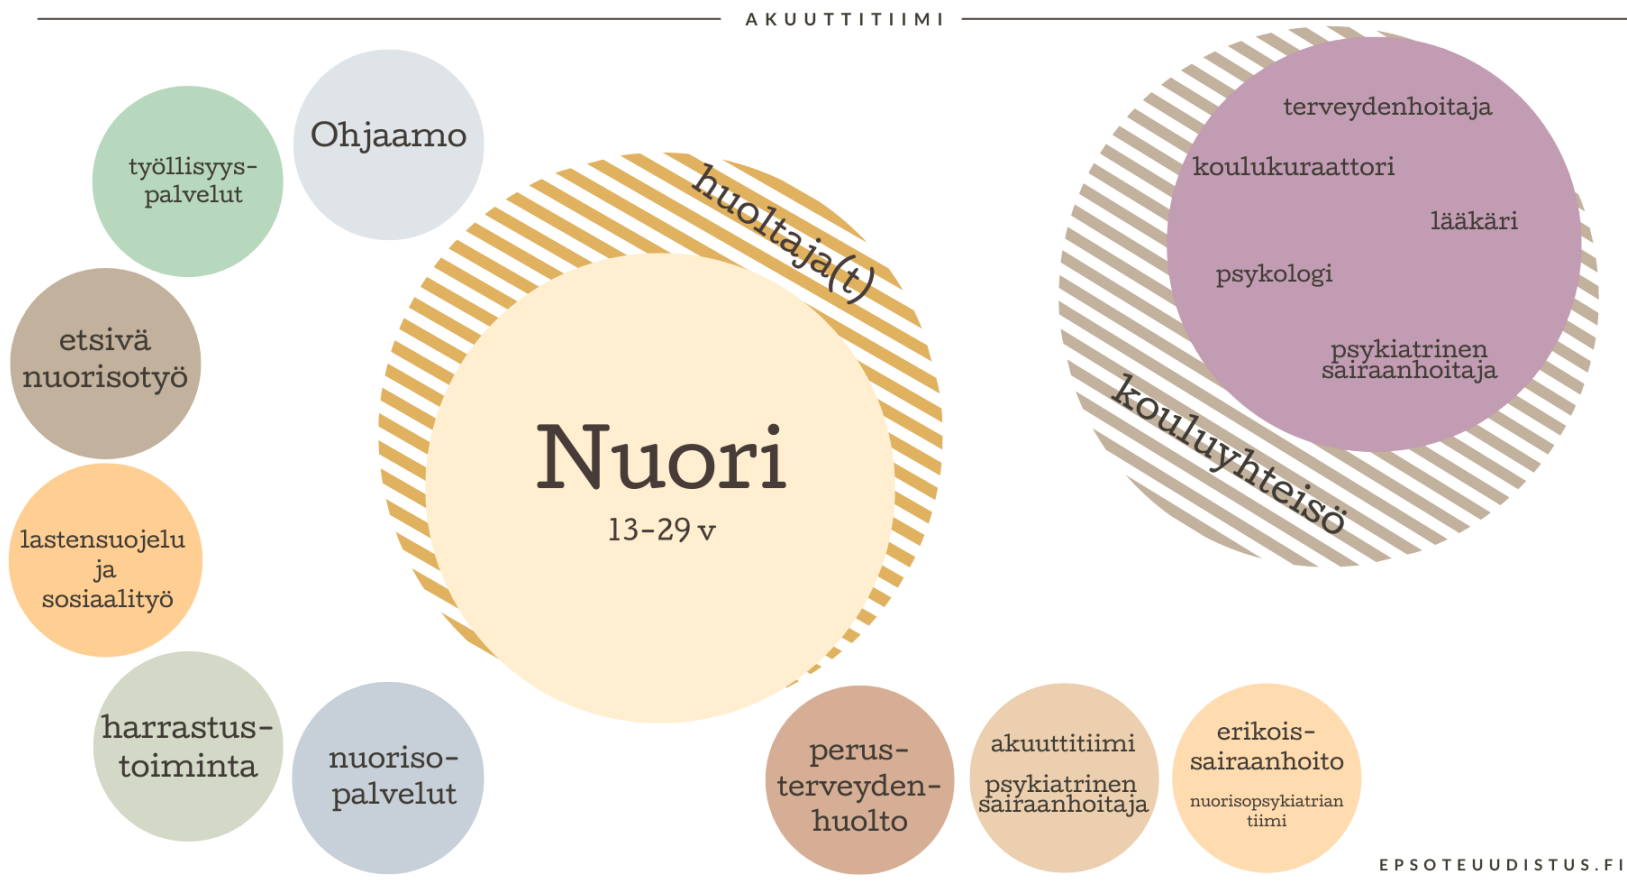 AKUUTTITIIMI
Ohjaamo
työllisyys-
palvelut
etsivä
nuorisotyö
lastensuojelu
ja
sosiaalityö
harrastus-
toiminta
nuoriso-
palvelut
huoltaja(t)
Nuori
13-29 v
terveydenhoitaja
koulukuraattori
lääkäri
psykologi
psykiatrinen
sairaanhoitaja
kouluyhteisö
perus-
terveyden-
huolto
akuuttitiimi
psykiatrinen
sairaanhoitaja
erikois-
sairaanhoito
nuorisopsykiatrian
tiimi
EPSOTEUUDISTUS.FI